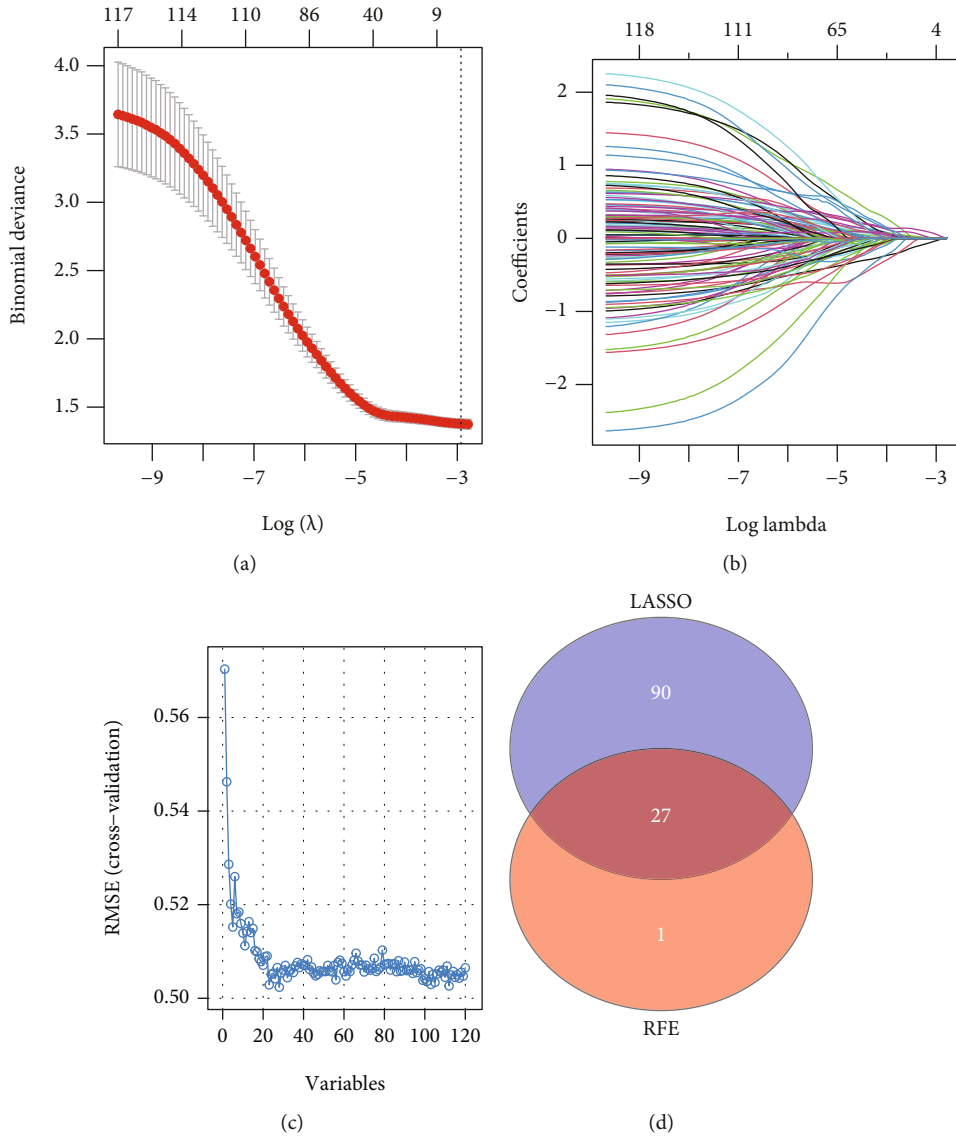 117 114 110 86 40 9
4.0
3.5
3.0
2.5
2.0
1.5
Binomial deviance
−9 −7 −5 −3
Log (λ)
(a)
118 111 65 4
2
1
0
−1
−2
Coefficients
−9 −7 −5 −3
Log lambda
(b)
0.56
0.54
0.52
0.50
RMSE (cross−validation)
0 20 40 60 80 100 120
Variables
(c)
LASSO
90
27
1
RFE
(d)